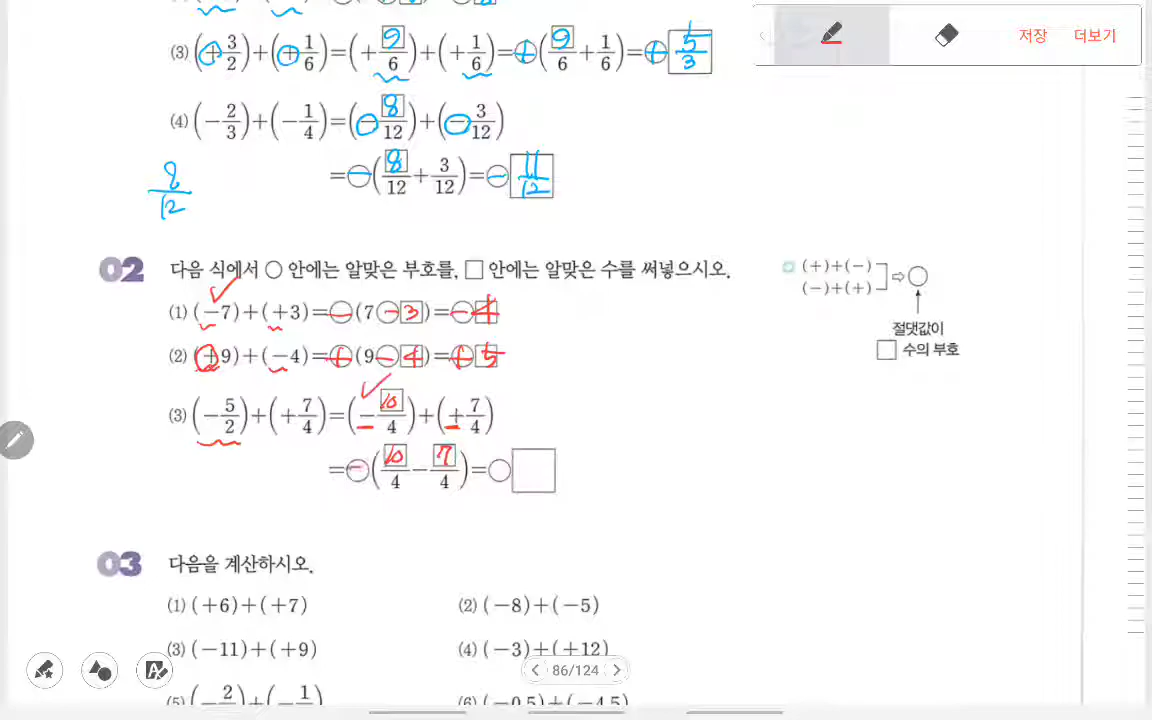 저장 더보기
(3) (+3/2)+(+1/6)=(+9/6)+(+1/6)=+(9/6+1/6)=+5/3
(4) (-2/3)+(-1/4)=(-8/12)+(-3/12)
=-(8/12+3/12)=-11/12
8/12
02 다음 식에서 ○ 안에는 알맞은 부호를, □ 안에는 알맞은 수를 써넣으시오.
(1) (-7)+(+3)=-(7-3)=-4
(2) (+9)+(-4)=+(9-4)=+5
(3) (-5/2)+(+7/4)=(-10/4)+(+7/4)
=-(10/4-7/4)=○□
(+)+(-)
(-)+(+)
⇨○
절댓값이
□ 수의 부호
03 다음을 계산하시오.
(1) (+6)+(+7) (2) (-8)+(-5)
(3) (-11)+(+9) (4) (-3)+(+12)
86/124